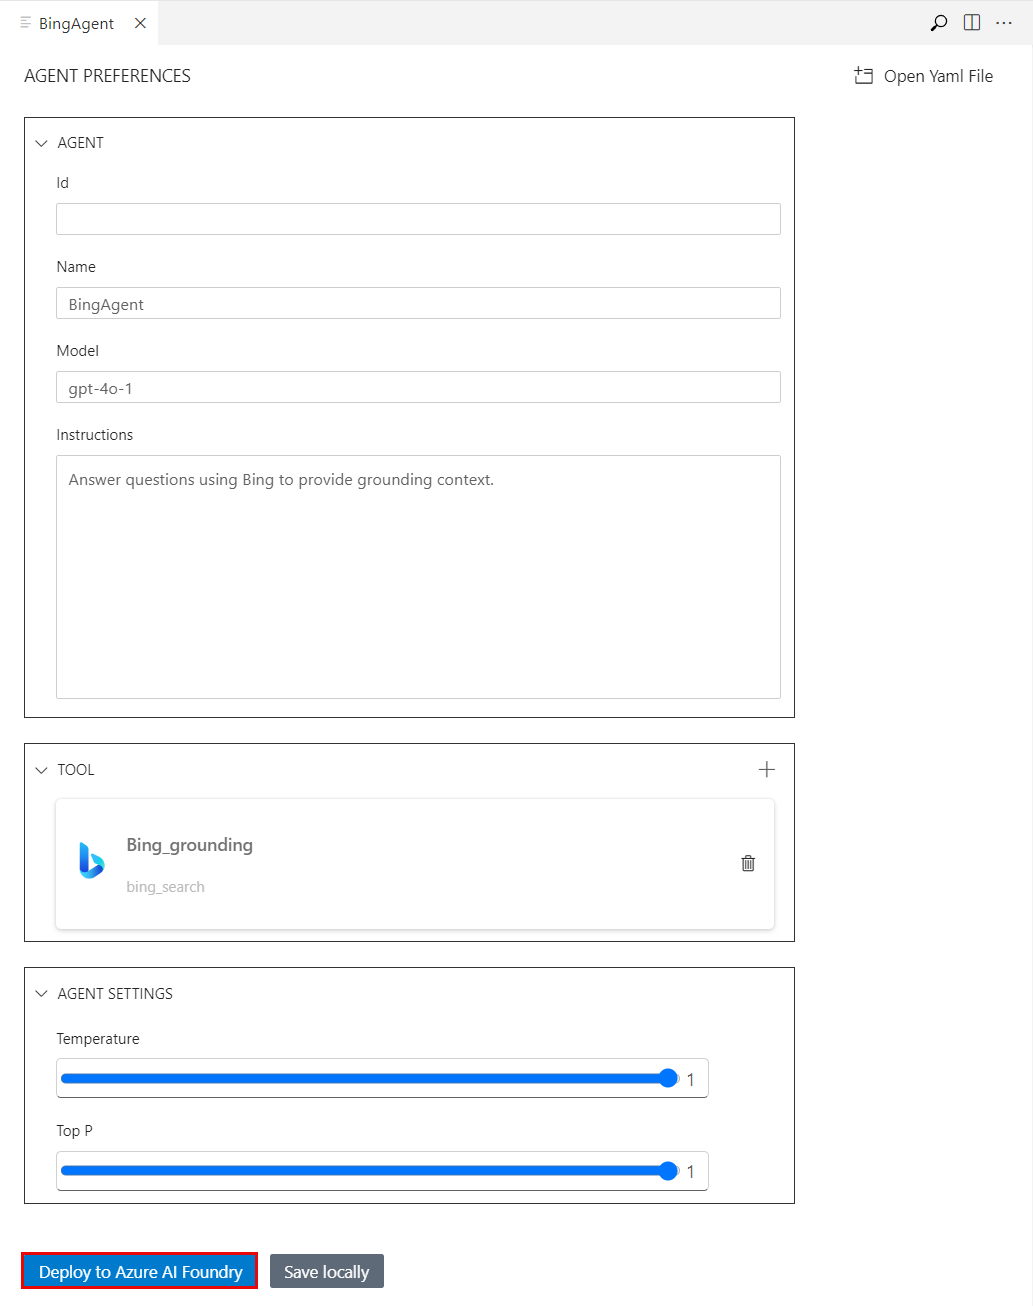 BingAgent
AGENT PREFERENCES
Open Yaml File
AGENT
Id
Name
BingAgent
Model
gpt-4o-1
Instructions
Answer questions using Bing to provide grounding context.
TOOL
Bing_grounding
bing_search
AGENT SETTINGS
Temperature
1
Top P
1
Deploy to Azure AI Foundry
Save locally